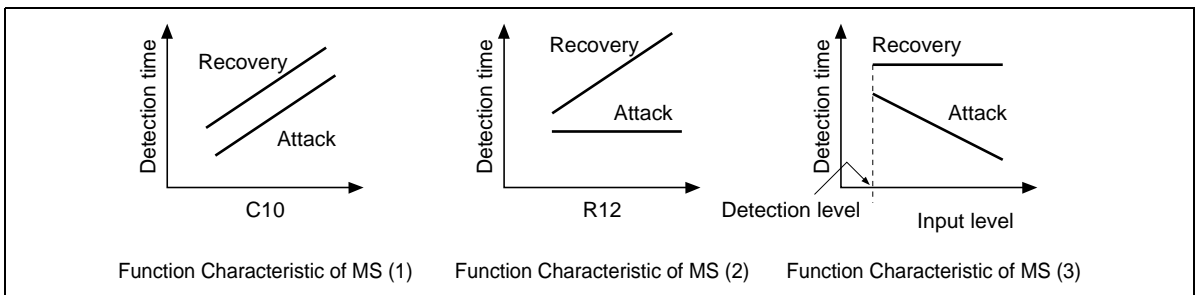 Detection time
Recovery
Attack
C10
Function Characteristic of MS (1)
Detection time
Recovery
Attack
R12
Function Characteristic of MS (2)
Detection time
Recovery
Attack
Detection level
Input level
Function Characteristic of MS (3)